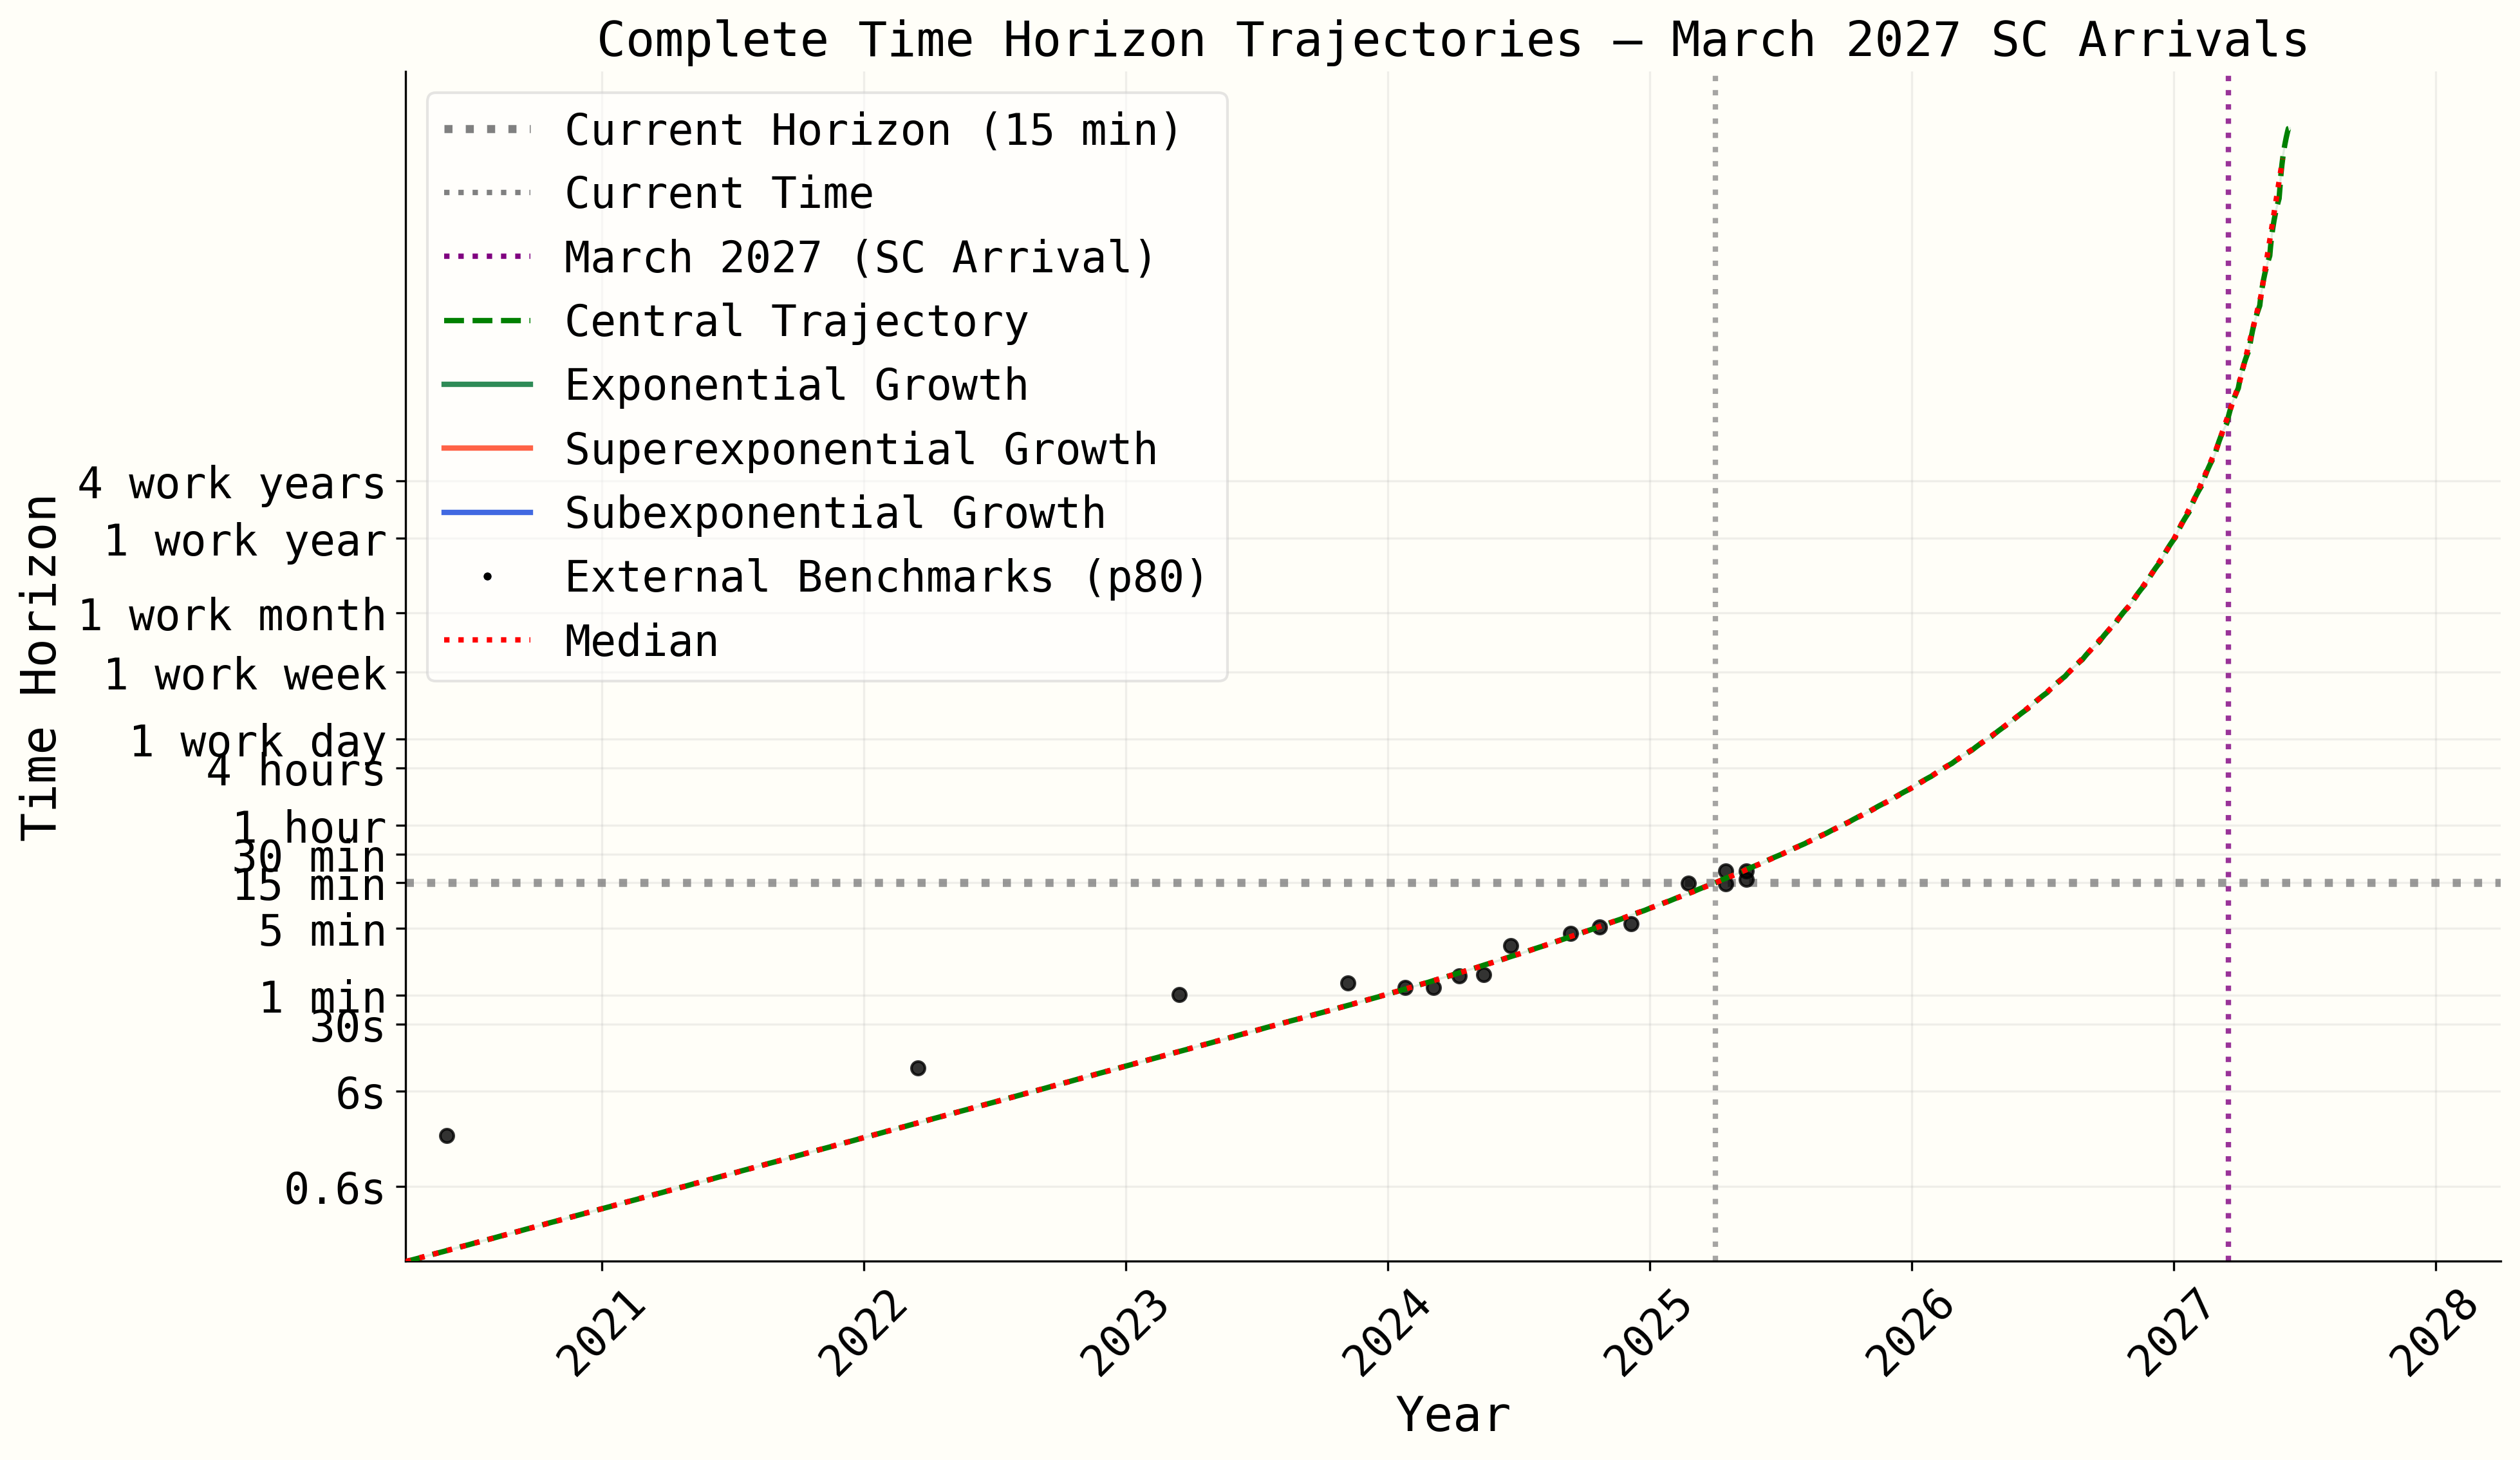 Complete Time Horizon Trajectories — March 2027 SC Arrivals
Current Horizon (15 min)
Current Time
March 2027 (SC Arrival)
Central Trajectory
Exponential Growth
Superexponential Growth
Subexponential Growth
External Benchmarks (p80)
Median
Time Horizon
4 work years
1 work year
1 work month
1 work week
1 work day
4 hours
1 hour
30 min
15 min
5 min
1 min
30s
6s
0.6s
2021 2022 2023 2024 2025 2026 2027 2028
Year